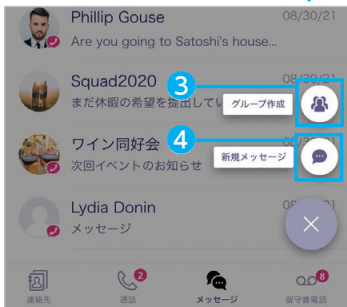 Phillip Gouse 08/30/21
Are you going to Satoshi's house...
Squad2020 08/30/21
3
まだ休暇の希望を提出してい
グループ作成
ワイン同好会
4
次回イベントのお知らせ
新規メッセージ
Lydia Donin
メッセージ
2
8
連絡先 通話 メッセージ 留守番電話